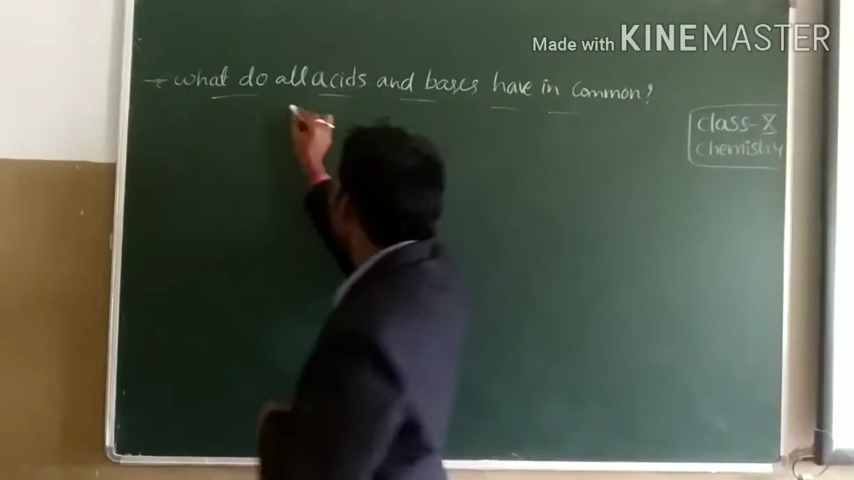 Made with KINEMASTER
→ what do all acids and bases have in common?
class-X
chemistry